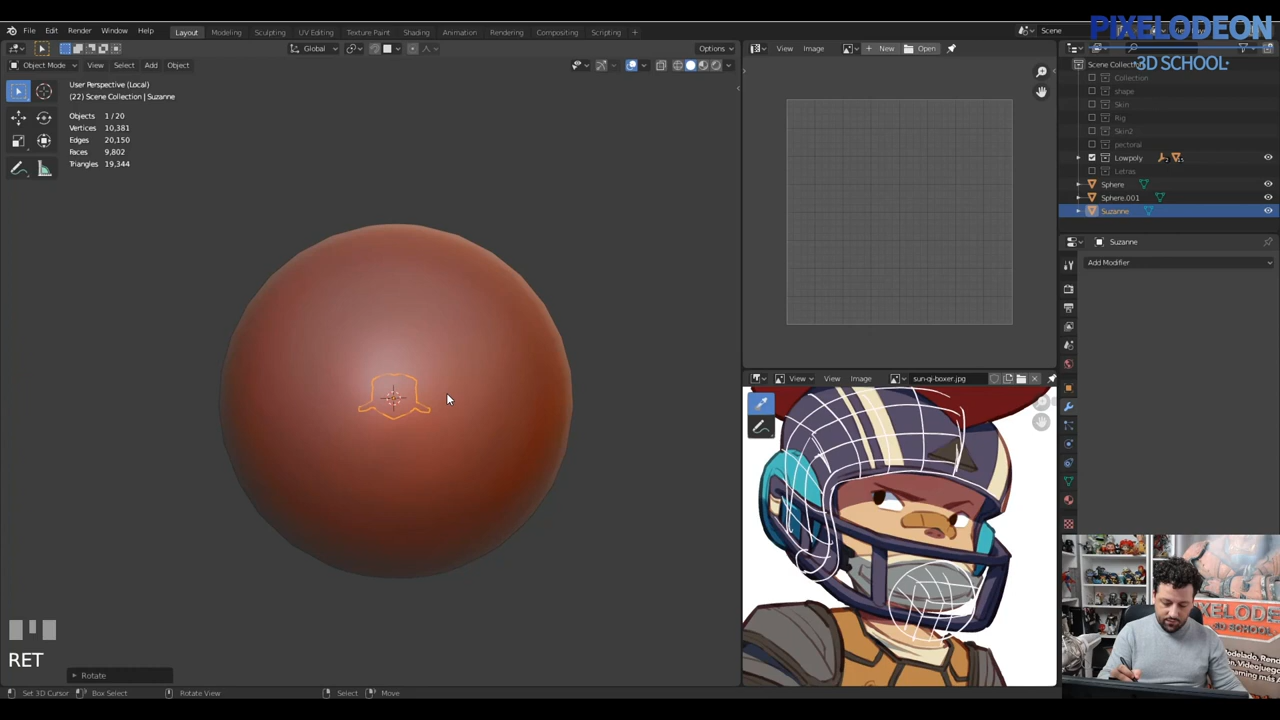 File Edit Render Window Help Layout Modeling Sculpting UV Editing Texture Paint Shading Animation Rendering Compositing Scripting + Scene
PIXELODEON
3D SCHOOL
Global Options View Image New Open
Object Mode View Select Add Object
User Perspective (Local)
(22) Scene Collection | Suzanne
Objects 1 / 20
Vertices 10,381
Edges 20,150
Faces 9,802
Triangles 19,344
Scene Collection
Collection
shape
Skin
Rig
Skin2
pectoral
Lowpoly
Letras
Sphere
Sphere.001
Suzanne
Suzanne
Add Modifier
View View Image sun-qi-boxer.jpg
RET
Rotate
Set 3D Cursor Box Select Rotate View Select Move